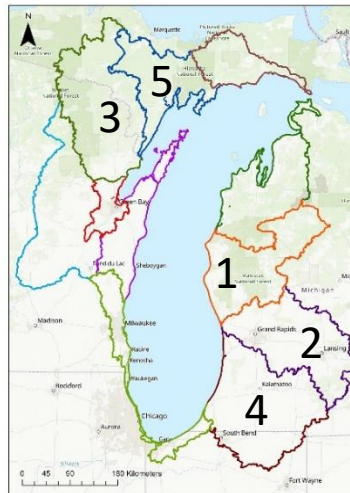 N
Marquette
5
3
Green Bay
Fond du Lac
Sheboygan
1
Michigan
Madison
Milwaukee
Grand Rapids
2
Lansing
Racine
Kenosha
Rockford
Waukegan
Kalamazoo
4
Chicago
Aurora
Gary
South Bend
Fort Wayne
0 45 90 180 Kilometers